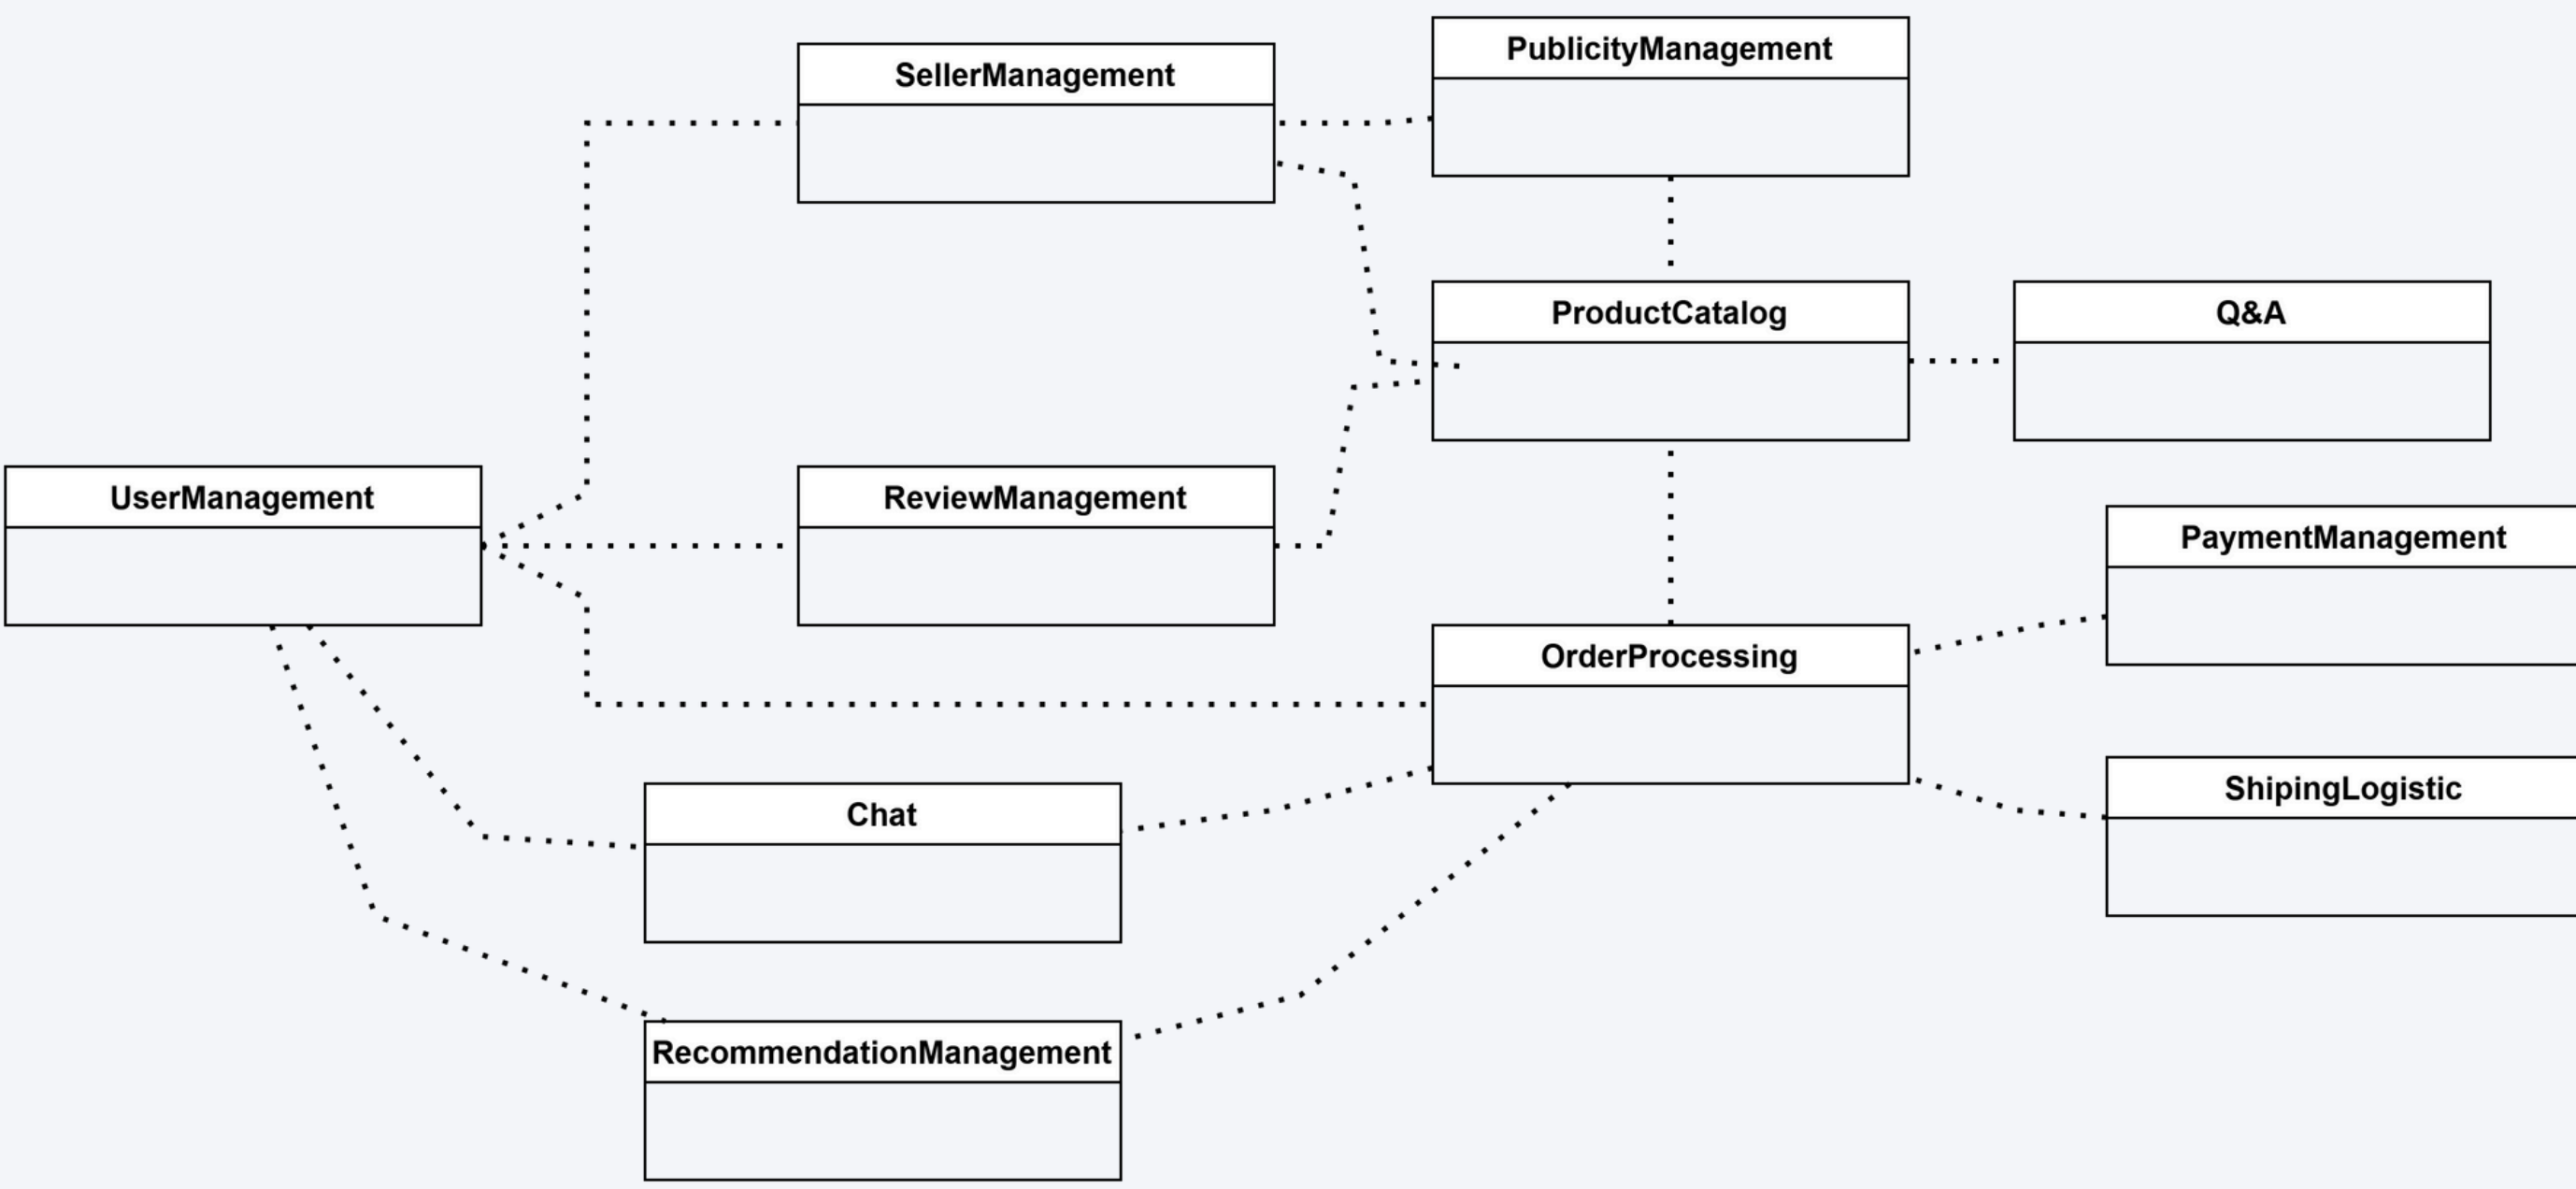 PublicityManagement
SellerManagement
ProductCatalog
Q&A
UserManagement
ReviewManagement
PaymentManagement
OrderProcessing
ShipingLogistic
Chat
RecommendationManagement